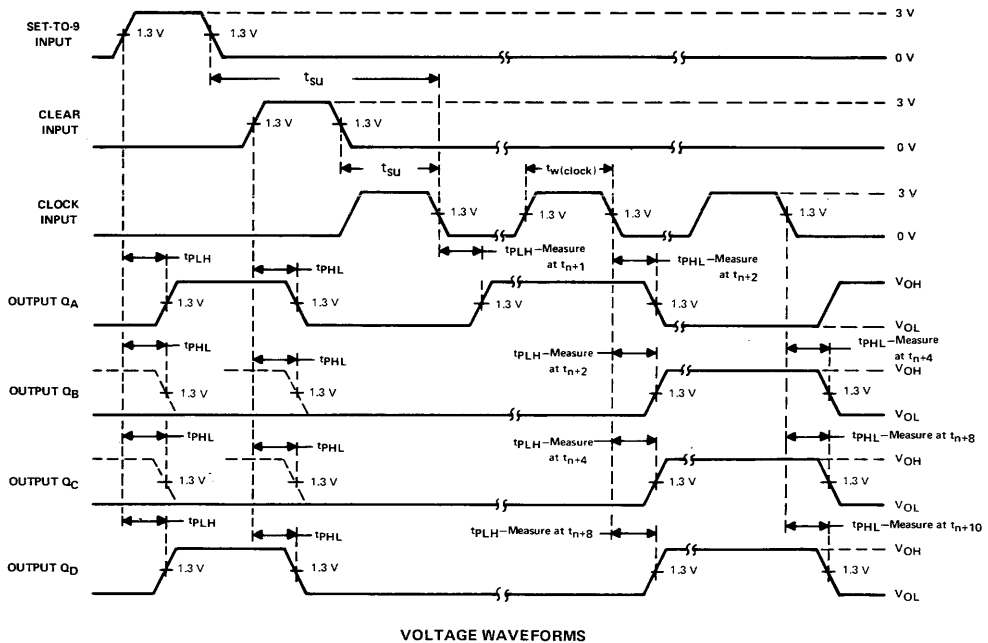 SET-TO-9
INPUT
1.3 V
1.3 V
3 V
0 V
tsu
CLEAR
INPUT
1.3 V
1.3 V
3 V
0 V
tsu
tw(clock)
CLOCK
INPUT
1.3 V
1.3 V
1.3 V
1.3 V
3 V
0 V
tPLH
tPHL
tPLH–Measure
at tn+1
tPHL–Measure
at tn+2
OUTPUT QA
1.3 V
1.3 V
1.3 V
1.3 V
VOH
VOL
tPLH
tPHL
tPLH–Measure
at tn+2
tPHL–Measure
at tn+4
OUTPUT QB
1.3 V
1.3 V
1.3 V
1.3 V
VOH
VOL
tPHL
tPHL
tPLH–Measure
at tn+4
tPHL–Measure at tn+8
OUTPUT QC
1.3 V
1.3 V
1.3 V
1.3 V
VOH
VOL
tPLH
tPHL
tPLH–Measure at tn+8
tPHL–Measure at tn+10
OUTPUT QD
1.3 V
1.3 V
1.3 V
1.3 V
VOH
VOL
VOLTAGE WAVEFORMS